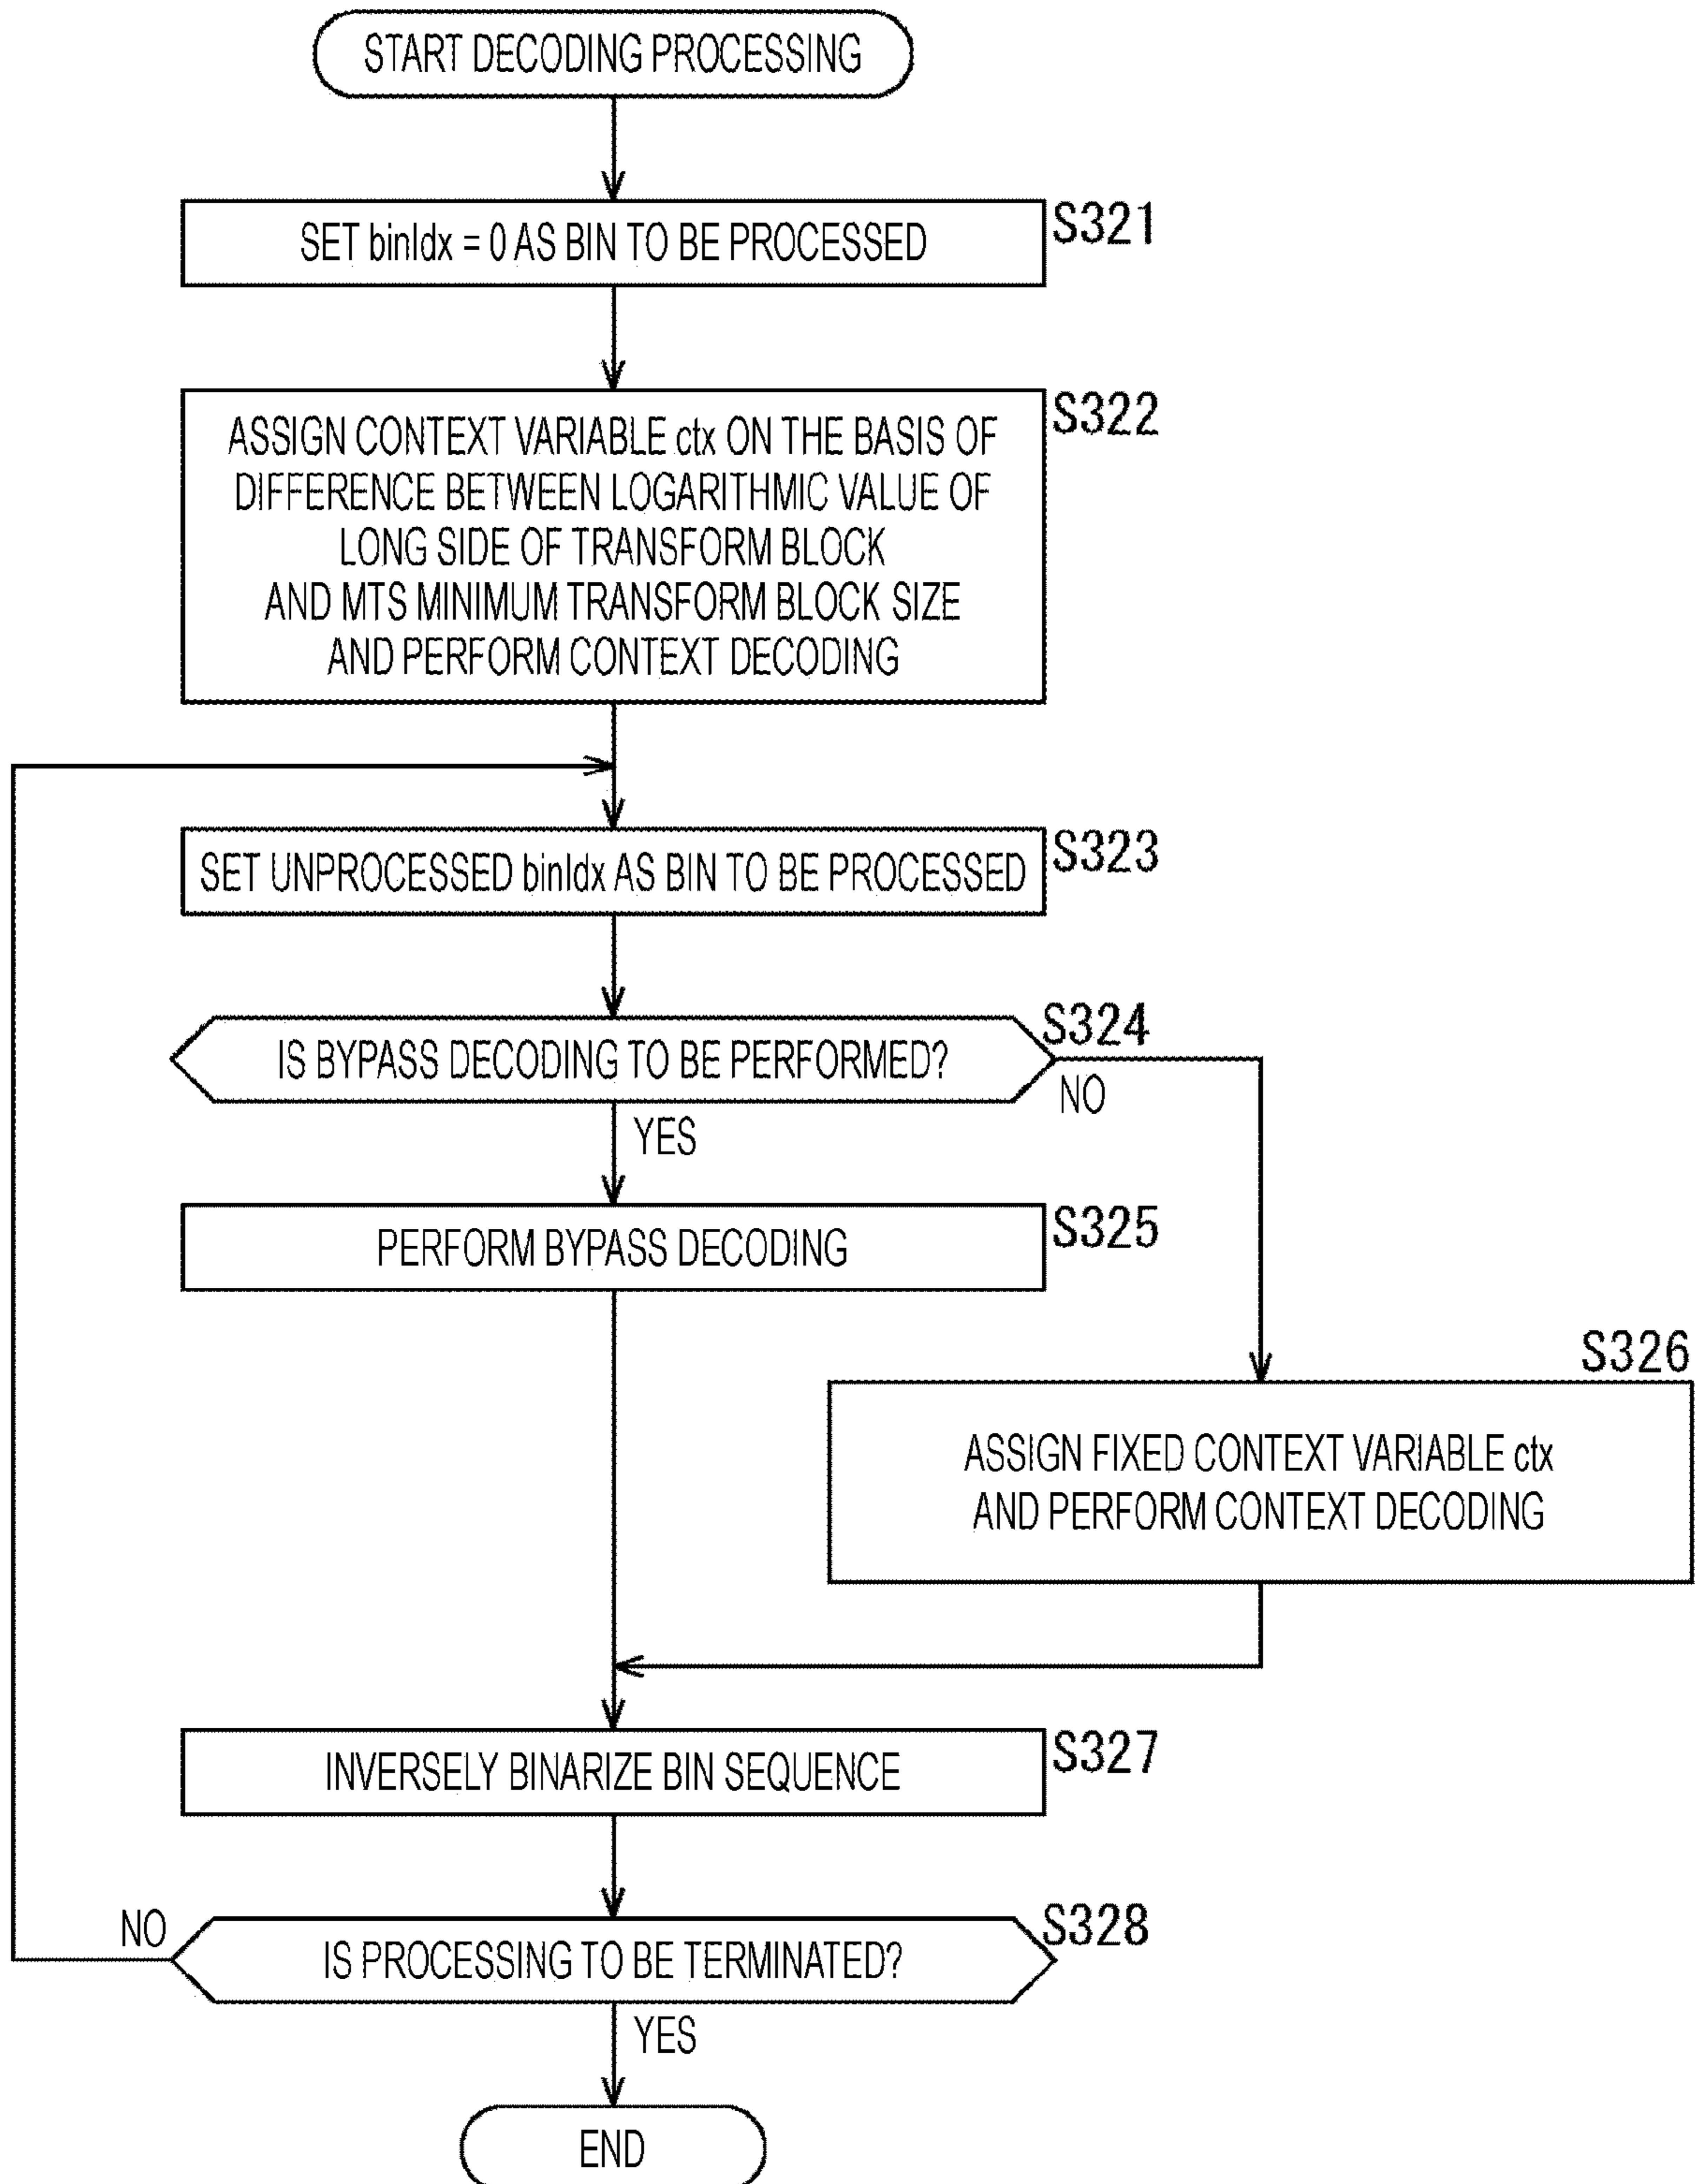 START DECODING PROCESSING
SET binIdx = 0 AS BIN TO BE PROCESSED
S321
ASSIGN CONTEXT VARIABLE ctx ON THE BASIS OF
DIFFERENCE BETWEEN LOGARITHMIC VALUE OF
LONG SIDE OF TRANSFORM BLOCK
AND MTS MINIMUM TRANSFORM BLOCK SIZE
AND PERFORM CONTEXT DECODING
S322
SET UNPROCESSED binIdx AS BIN TO BE PROCESSED
S323
IS BYPASS DECODING TO BE PERFORMED?
S324
NO
YES
PERFORM BYPASS DECODING
S325
S326
ASSIGN FIXED CONTEXT VARIABLE ctx
AND PERFORM CONTEXT DECODING
INVERSELY BINARIZE BIN SEQUENCE
S327
NO
IS PROCESSING TO BE TERMINATED?
S328
YES
END